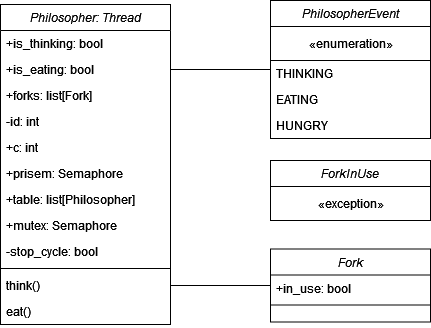 Philosopher: Thread
+is_thinking: bool
+is_eating: bool
+forks: list[Fork]
-id: int
+c: int
+prisem: Semaphore
+table: list[Philosopher]
+mutex: Semaphore
-stop_cycle: bool
think()
eat()
PhilosopherEvent
«enumeration»
THINKING
EATING
HUNGRY
ForkInUse
«exception»
Fork
+in_use: bool